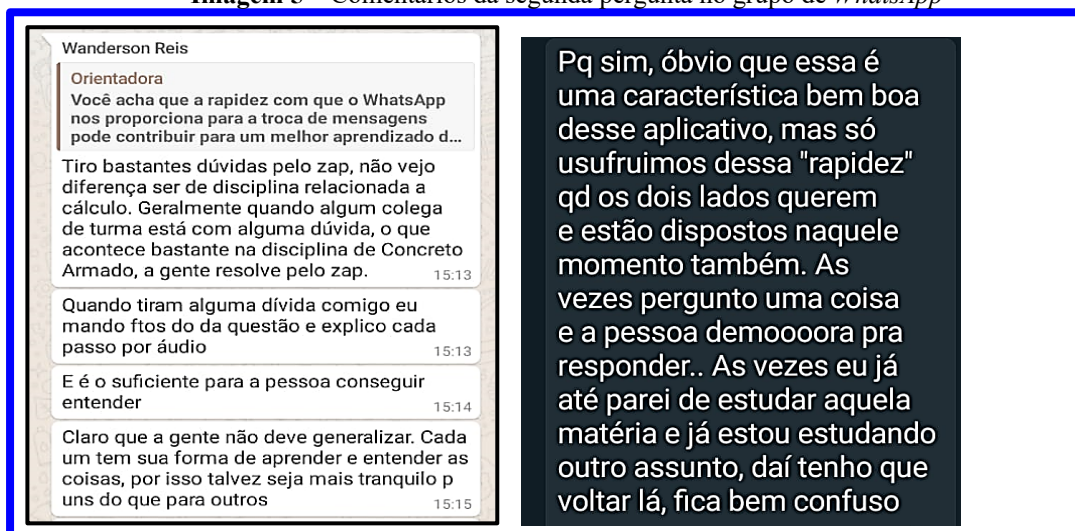 Imagem 3 – Comentários da segunda pergunta no grupo de WhatsApp
Wanderson Reis
Orientadora
Você acha que a rapidez com que o WhatsApp
nos proporciona para a troca de mensagens
pode contribuir para um melhor aprendizado d...
Tiro bastantes dúvidas pelo zap, não vejo
diferença ser de disciplina relacionada a
cálculo. Geralmente quando algum colega
de turma está com alguma dúvida, o que
acontece bastante na disciplina de Concreto
Armado, a gente resolve pelo zap. 15:13
Quando tiram alguma dívida comigo eu
mando ftos do da questão e explico cada
passo por áudio 15:13
E é o suficiente para a pessoa conseguir
entender 15:14
Claro que a gente não deve generalizar. Cada
um tem sua forma de aprender e entender as
coisas, por isso talvez seja mais tranquilo p
uns do que para outros 15:15
Pq sim, óbvio que essa é
uma característica bem boa
desse aplicativo, mas só
usufruimos dessa "rapidez"
qd os dois lados querem
e estão dispostos naquele
momento também. As
vezes pergunto uma coisa
e a pessoa demoooora pra
responder.. As vezes eu já
até parei de estudar aquela
matéria e já estou estudando
outro assunto, daí tenho que
voltar lá, fica bem confuso